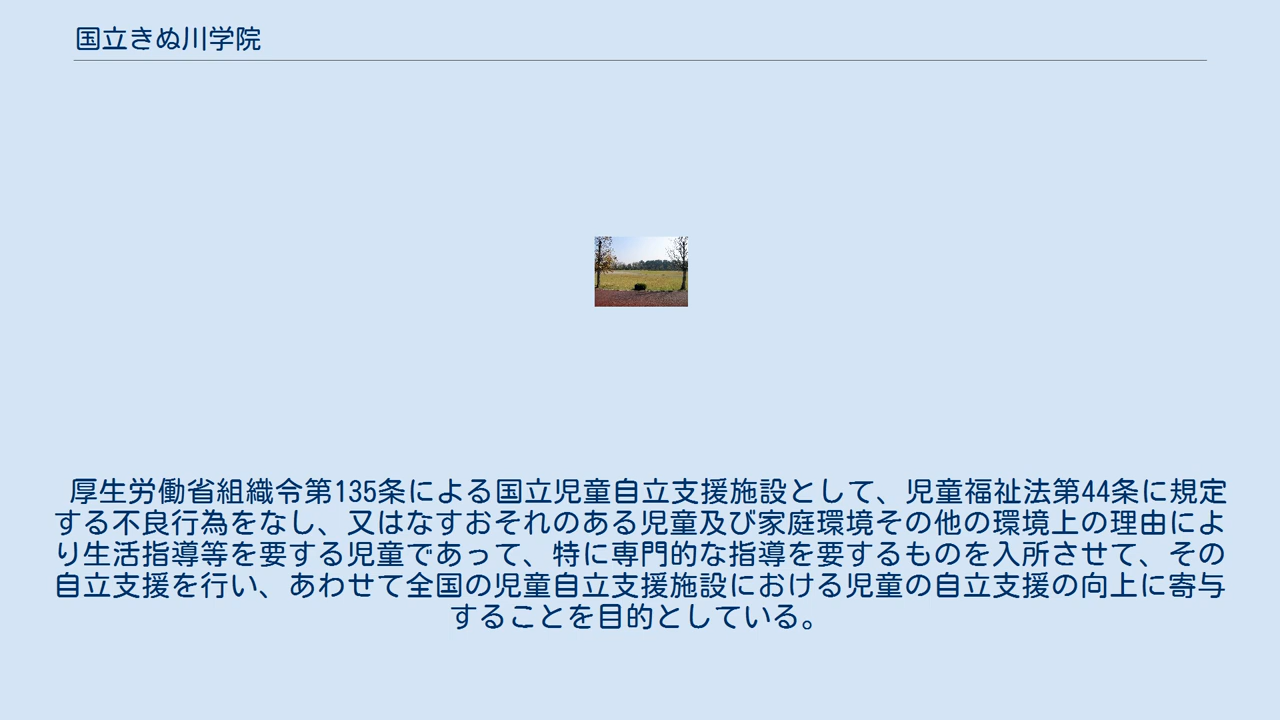 国立きぬ川学院
厚生労働省組織令第135条による国立児童自立支援施設として、児童福祉法第44条に規定
する不良行為をなし、又はなすおそれのある児童及び家庭環境その他の環境上の理由によ
り生活指導等を要する児童であって、特に専門的な指導を要するものを入所させて、その
自立支援を行い、あわせて全国の児童自立支援施設における児童の自立支援の向上に寄与
することを目的としている。